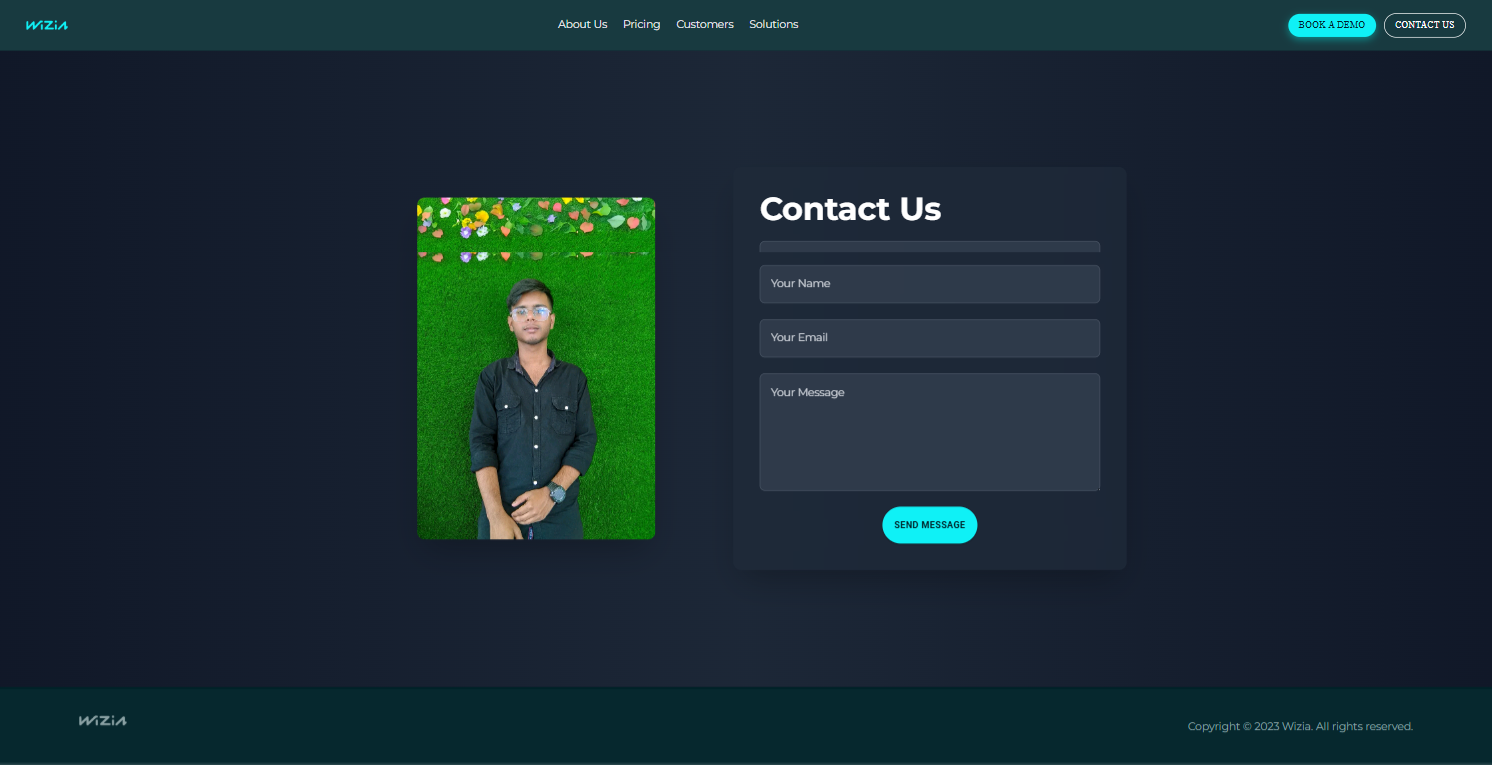 WiZiA
About Us Pricing Customers Solutions
BOOK A DEMO CONTACT US
Contact Us
Your Name
Your Email
Your Message
SEND MESSAGE
WiZiA
Copyright © 2023 Wizia. All rights reserved.